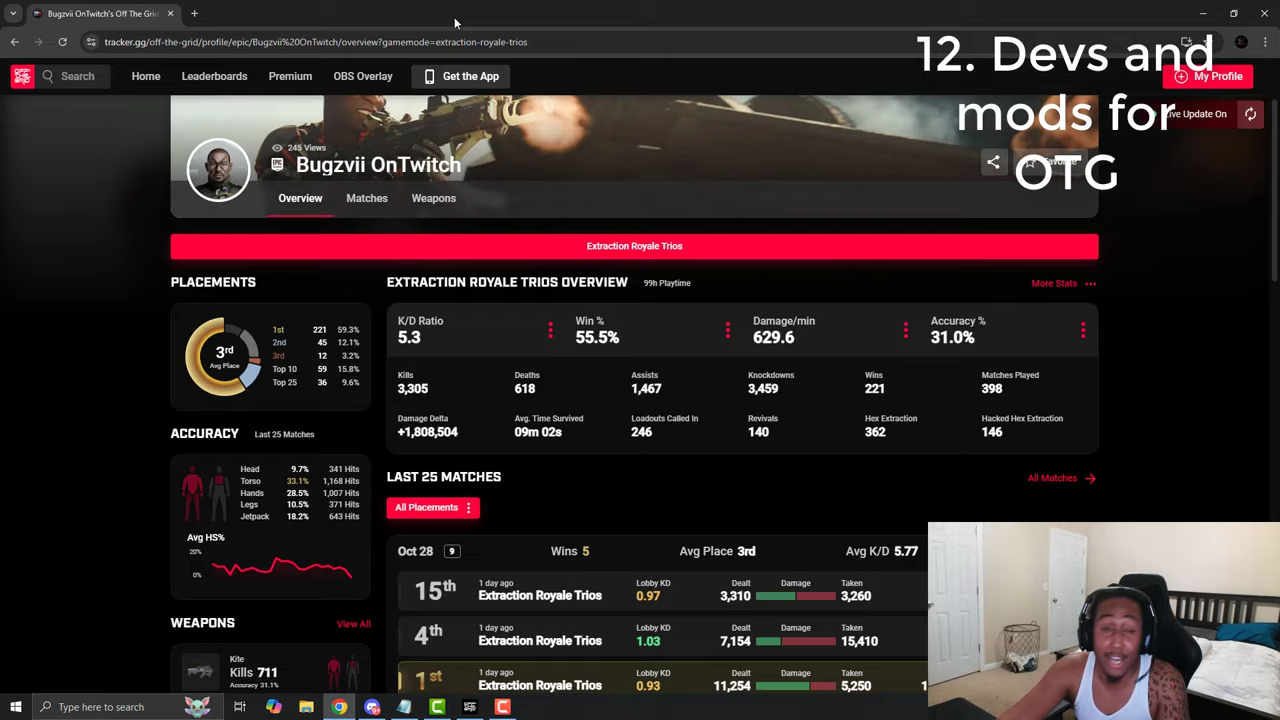 Bugzvii OnTwitch's Off The Grid
tracker.gg/off-the-grid/profile/epic/Bugzvii%20OnTwitch/overview?gamemode=extraction-royale-trios
12. Devs and
mods for
OTG
Search
Home
Leaderboards
Premium
OBS Overlay
Get the App
My Profile
Live Update On
245 Views
Bugzvii OnTwitch
Favorite
Overview
Matches
Weapons
Extraction Royale Trios
PLACEMENTS
3rd
Avg Place
1st 221 59.3%
2nd 45 12.1%
3rd 12 3.2%
Top 10 59 15.8%
Top 25 36 9.6%
EXTRACTION ROYALE TRIOS OVERVIEW 99h Playtime
More Stats
K/D Ratio Win % Damage/min Accuracy %
5.3 55.5% 629.6 31.0%
Kills Deaths Assists Knockdowns Wins Matches Played
3,305 618 1,467 3,459 221 398
Damage Delta Avg. Time Survived Loadouts Called In Revivals Hex Extraction Hacked Hex Extraction
+1,808,504 09m 02s 246 140 362 146
ACCURACY Last 25 Matches
Head 9.7% 341 Hits
Torso 33.1% 1,168 Hits
Hands 28.5% 1,007 Hits
Legs 10.5% 371 Hits
Jetpack 18.2% 643 Hits
Avg HS%
20%
0%
WEAPONS View All
Kite
Kills 711
Accuracy 31.1%
LAST 25 MATCHES
All Matches
All Placements
Oct 28 9 Wins 5 Avg Place 3rd Avg K/D 5.77
15th
1 day ago Lobby KD Dealt Damage Taken
Extraction Royale Trios 0.97 3,310 3,260
4th
1 day ago Lobby KD Dealt Damage Taken
Extraction Royale Trios 1.03 7,154 15,410
1st
1 day ago Lobby KD Dealt Damage Taken
Extraction Royale Trios 0.93 11,254 5,250
Type here to search